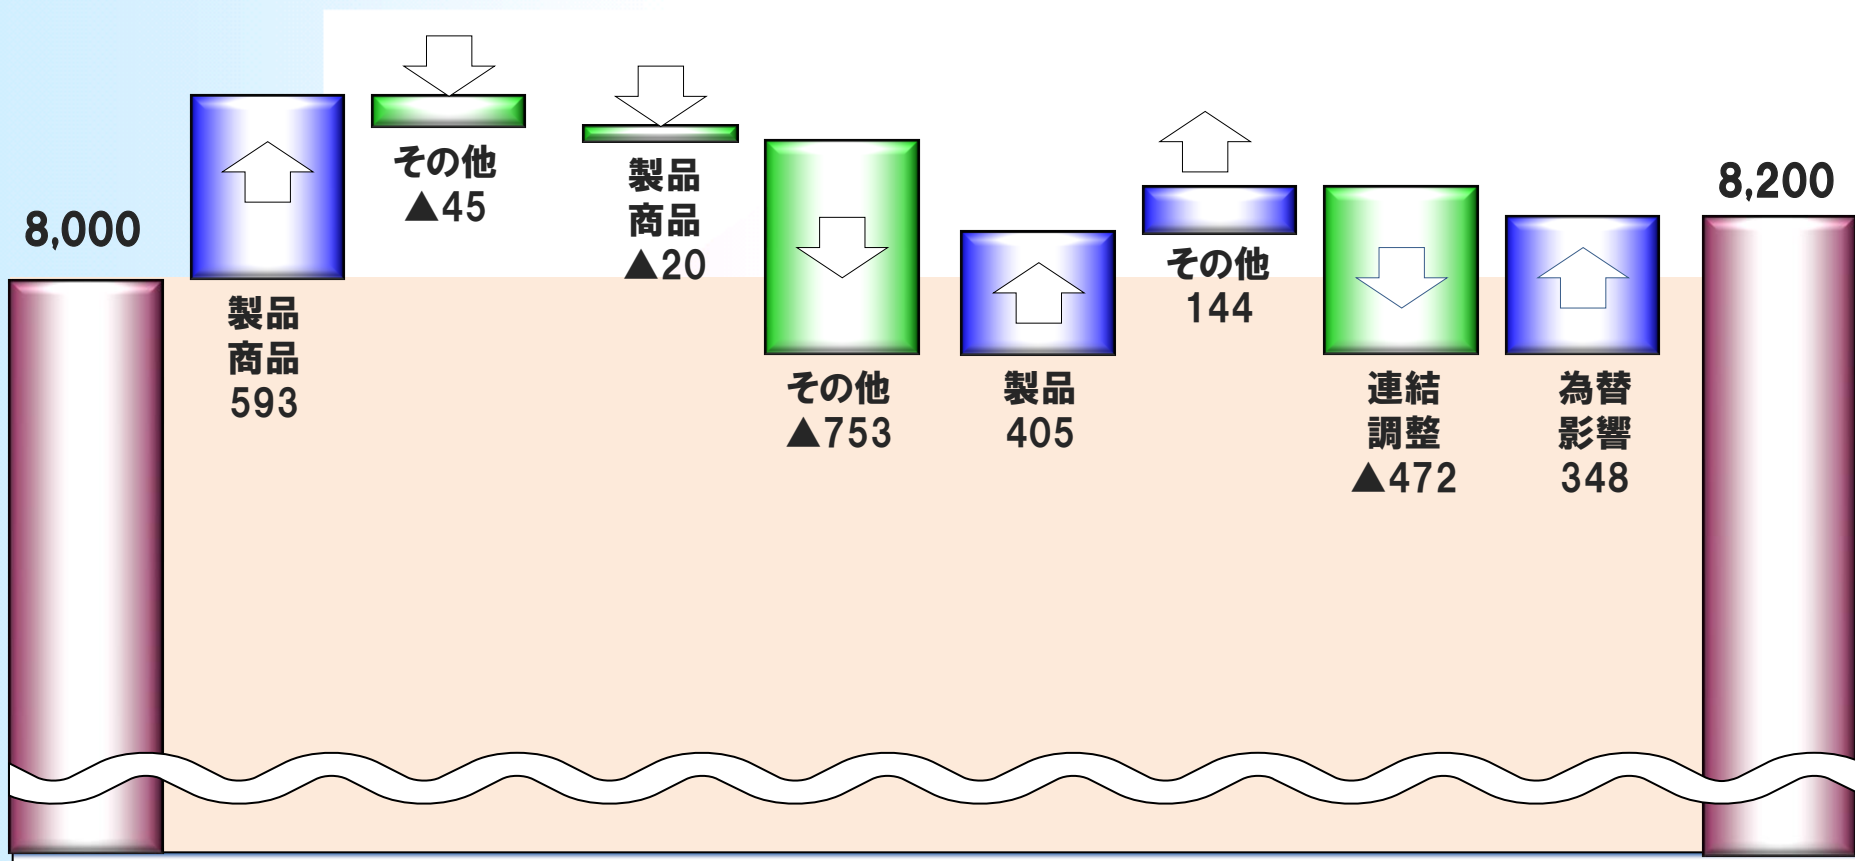 8,000
製品
商品
593
その他
▲45
製品
商品
▲20
その他
▲753
製品
405
その他
144
連結
調整
▲472
為替
影響
348
8,200